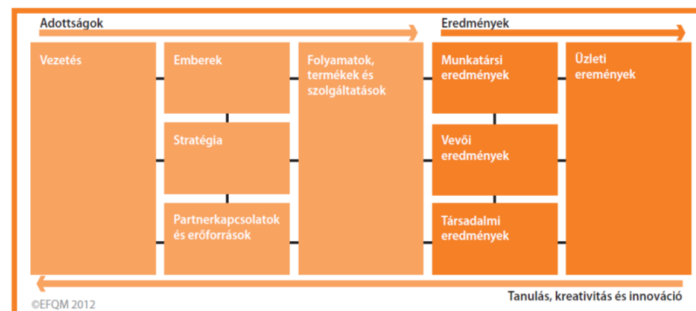 Adottságok
Eredmények
Vezetés
Emberek
Folyamatok,
termékek és
szolgáltatások
Munkatársi
eredmények
Üzleti
eremények
Stratégia
Vevői
eredmények
Partnerkapcsolatok
és erőforrások
Társadalmi
eredmények
Tanulás, kreativitás és innováció
©EFQM 2012